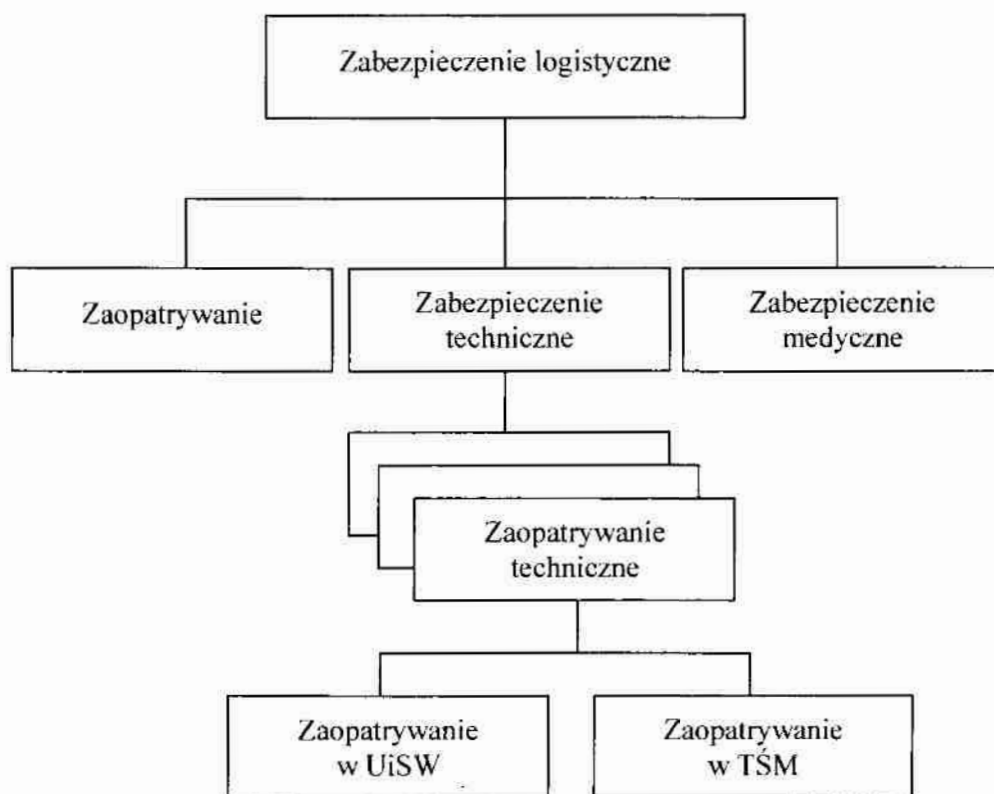 Zabezpieczenie logistyczne
Zaopatrywanie
Zabezpieczenie
techniczne
Zabezpieczenie
medyczne
Zaopatrywanie
techniczne
Zaopatrywanie
w UiSW
Zaopatrywanie
w TŚM